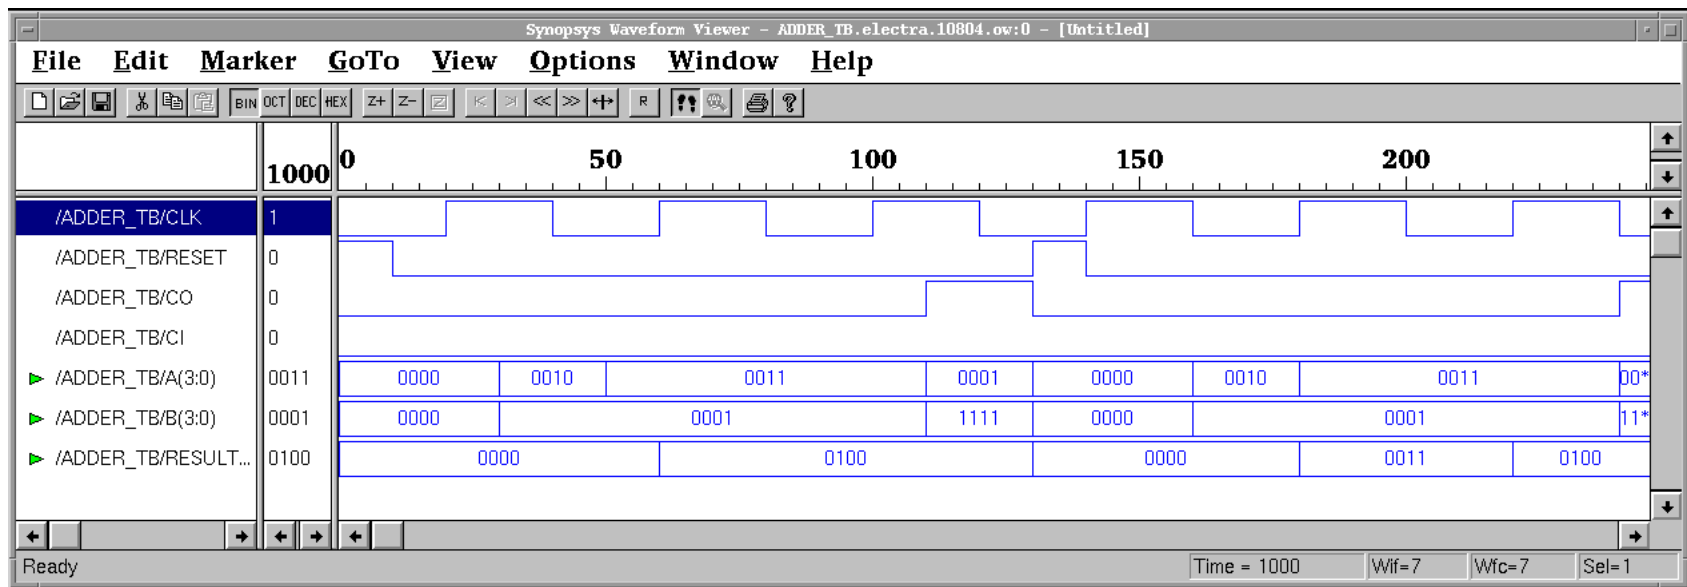 Synopsys Waveform Viewer - ADDER_TB.electra.10804.ow:0 - [Untitled]
File Edit Marker GoTo View Options Window Help
BIN OCT DEC HEX Z+ Z- Z R
1000 0 50 100 150 200
/ADDER_TB/CLK 1
/ADDER_TB/RESET 0
/ADDER_TB/CO 0
/ADDER_TB/CI 0
/ADDER_TB/A(3:0) 0011 0000 0010 0011 0001 0000 0010 0011 00*
/ADDER_TB/B(3:0) 0001 0000 0001 1111 0000 0001 11*
/ADDER_TB/RESULT... 0100 0000 0100 0000 0011 0100
Ready Time = 1000 Wif=7 Wfc=7 Sel=1